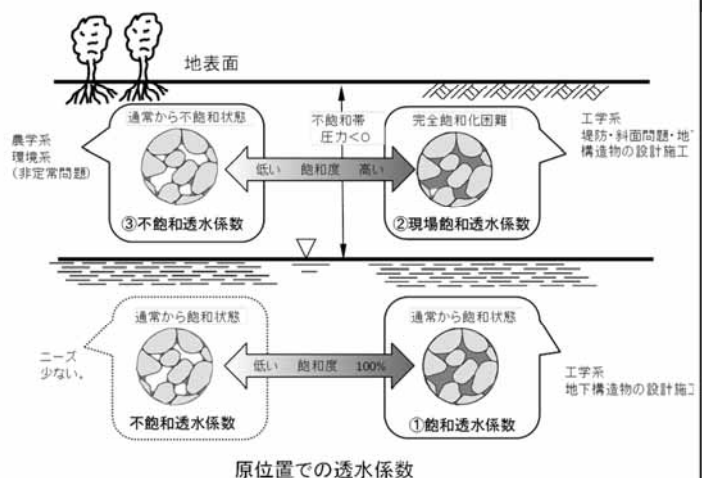 地表面
通常から不飽和状態
不飽和帯
圧力<0
完全飽和化困難
農学系
環境系
(非定常問題)
低い 飽和度 高い
工学系
堤防・斜面問題・地下
構造物の設計施工
③不飽和透水係数
②現場飽和透水係数
通常から飽和状態
通常から飽和状態
ニーズ
少ない。
低い 飽和度 100%
工学系
地下構造物の設計施工
不飽和透水係数
①飽和透水係数
原位置での透水係数